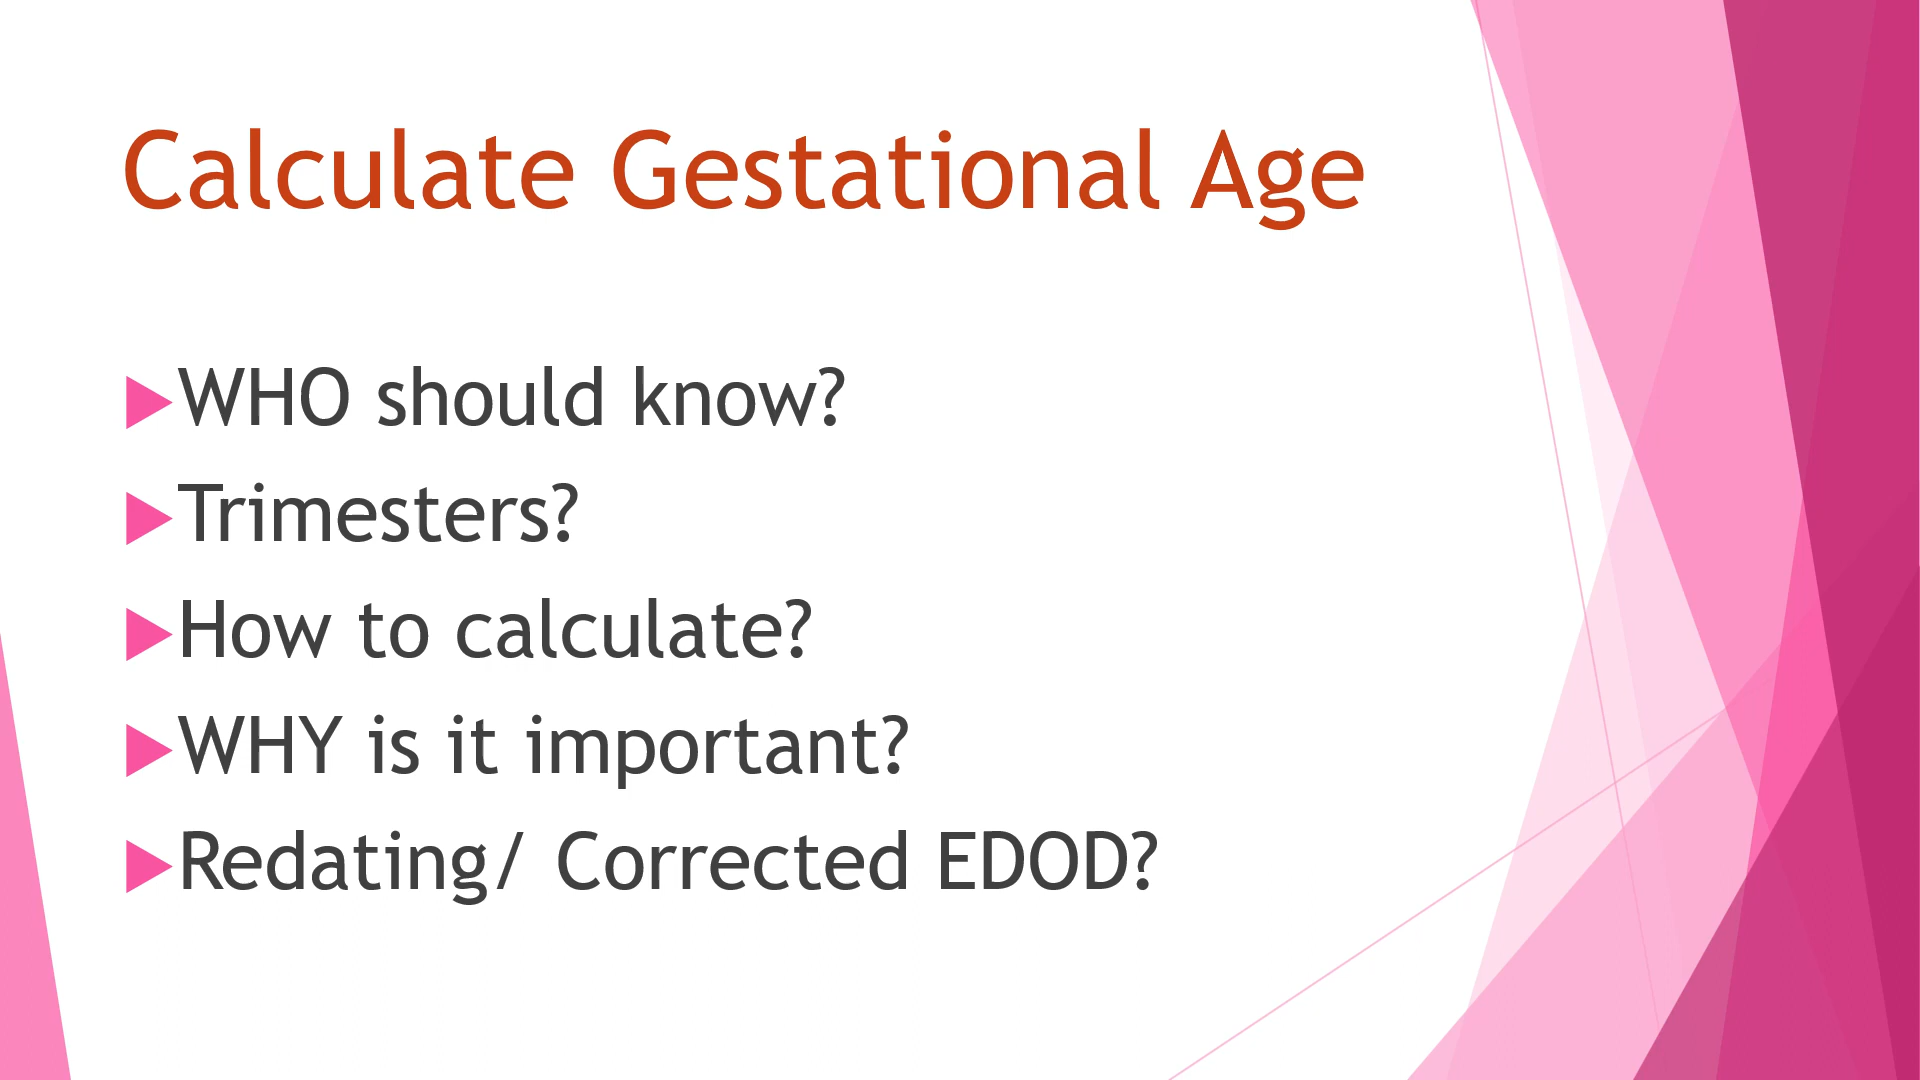 Calculate Gestational Age
WHO should know?
Trimesters?
How to calculate?
WHY is it important?
Redating/ Corrected EDOD?